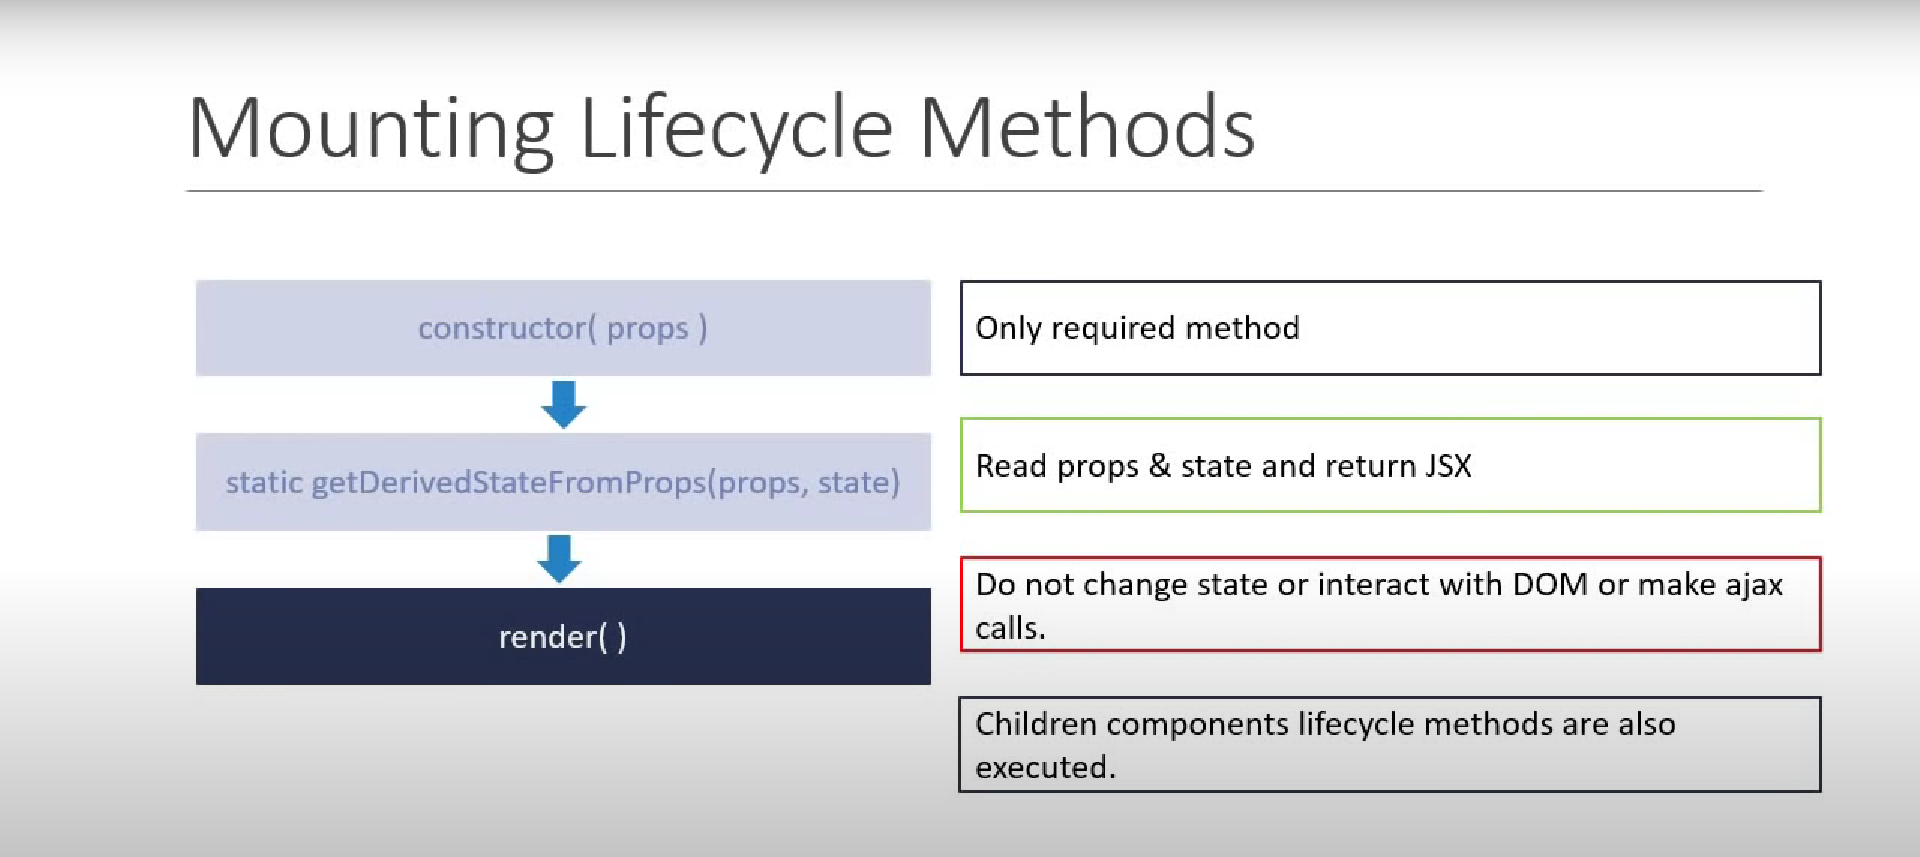 Mounting Lifecycle Methods
constructor( props )
static getDerivedStateFromProps(props, state)
render( )
Only required method
Read props & state and return JSX
Do not change state or interact with DOM or make ajax
calls.
Children components lifecycle methods are also
executed.